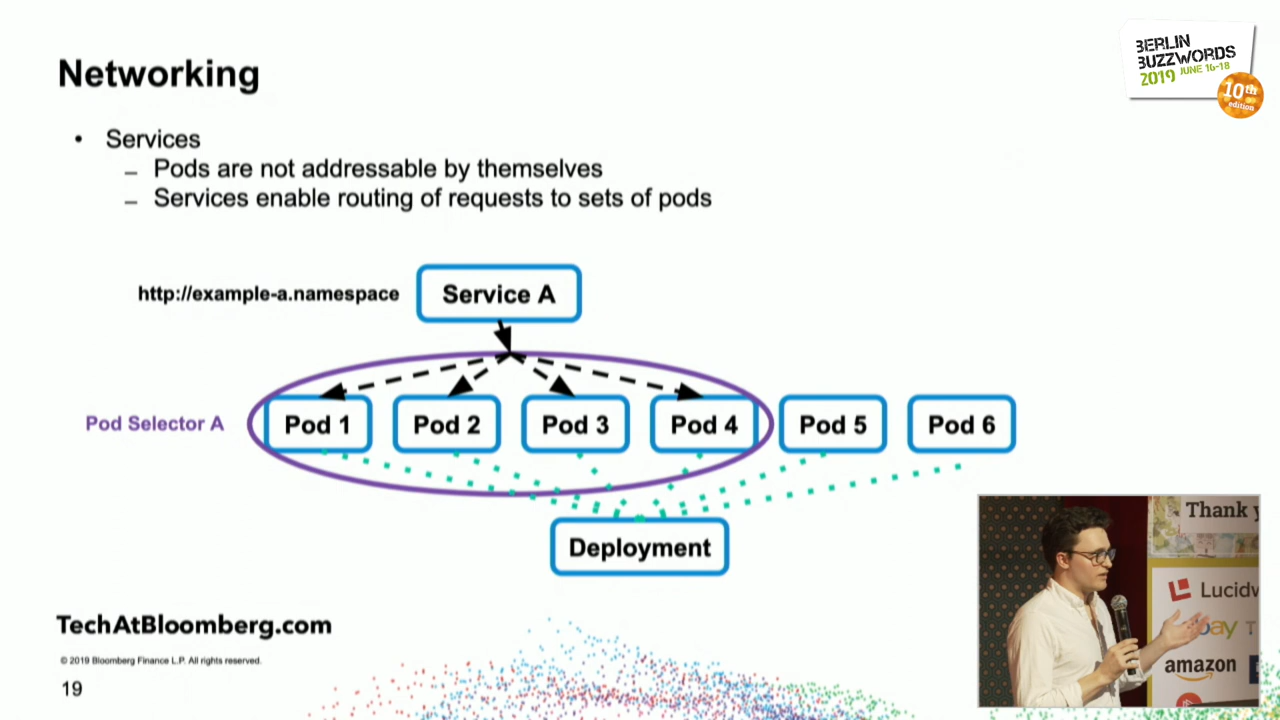 Networking
BERLIN
BUZZWORDS
2019 JUNE 16-18
10th
edition
• Services
– Pods are not addressable by themselves
– Services enable routing of requests to sets of pods
http://example-a.namespace
Service A
Pod Selector A
Pod 1
Pod 2
Pod 3
Pod 4
Pod 5
Pod 6
Deployment
Thank
Lucidw
amazon
TechAtBloomberg.com
© 2019 Bloomberg Finance L.P. All rights reserved.
19